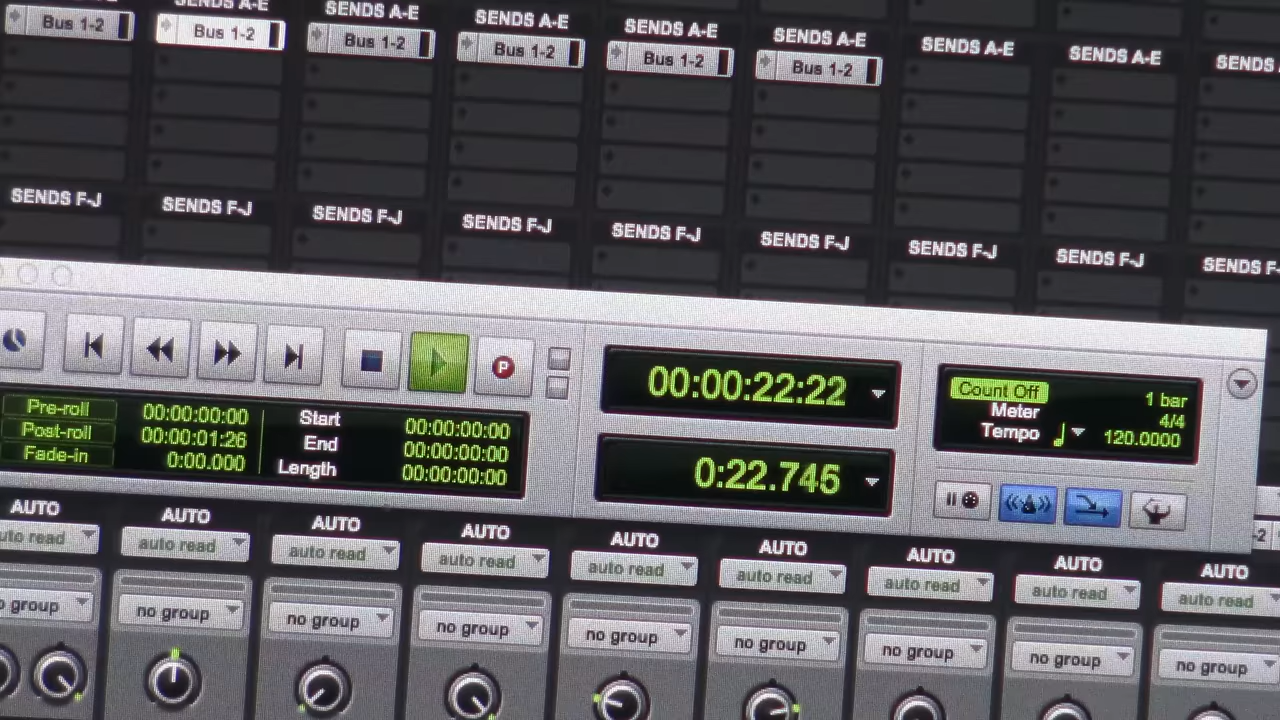 SENDS A-E SENDS A-E SENDS A-E SENDS A-E SENDS A-E SENDS A-E SENDS A-E SENDS
Bus 1-2 Bus 1-2 Bus 1-2 Bus 1-2 Bus 1-2 Bus 1-2
SENDS F-J SENDS F-J SENDS F-J SENDS F-J SENDS F-J SENDS F-J SENDS F-J SENDS F-J SENDS F-
P
00:00:22:22
0:22.745
Count Off 1 bar
Meter 4/4
Tempo 120.0000
Pre-roll 00:00:00:00 Start 00:00:00:00
Post-roll 00:00:01:26 End 00:00:00:00
Fade-in 0:00.000 Length 00:00:00:00
-2
AUTO AUTO AUTO AUTO AUTO AUTO AUTO AUTO AUTO
auto read auto read auto read auto read auto read auto read auto read auto read auto read
no group no group no group no group no group no group no group no group